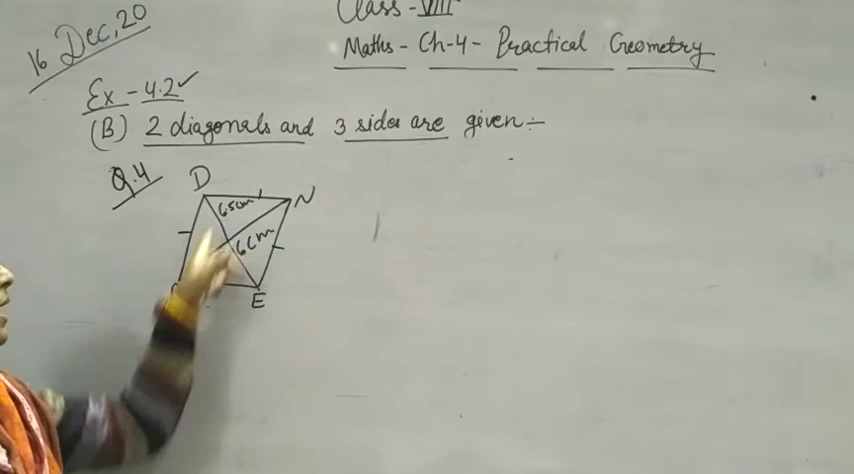 16 Dec, 20
Class - VIII
Maths - Ch-4 - Practical Geometry
Ex - 4.2 ✓
(B) 2 diagonals and 3 sides are given :-
Q.4
D
N
6.5cm
6cm
E